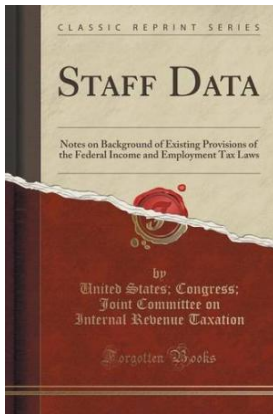 CLASSIC REPRINT SERIES
STAFF DATA
Notes on Background of Existing Provisions of
the Federal Income and Employment Tax Laws
by
United States; Congress;
Joint Committee on
Internal Revenue Taxation
Forgotten Books